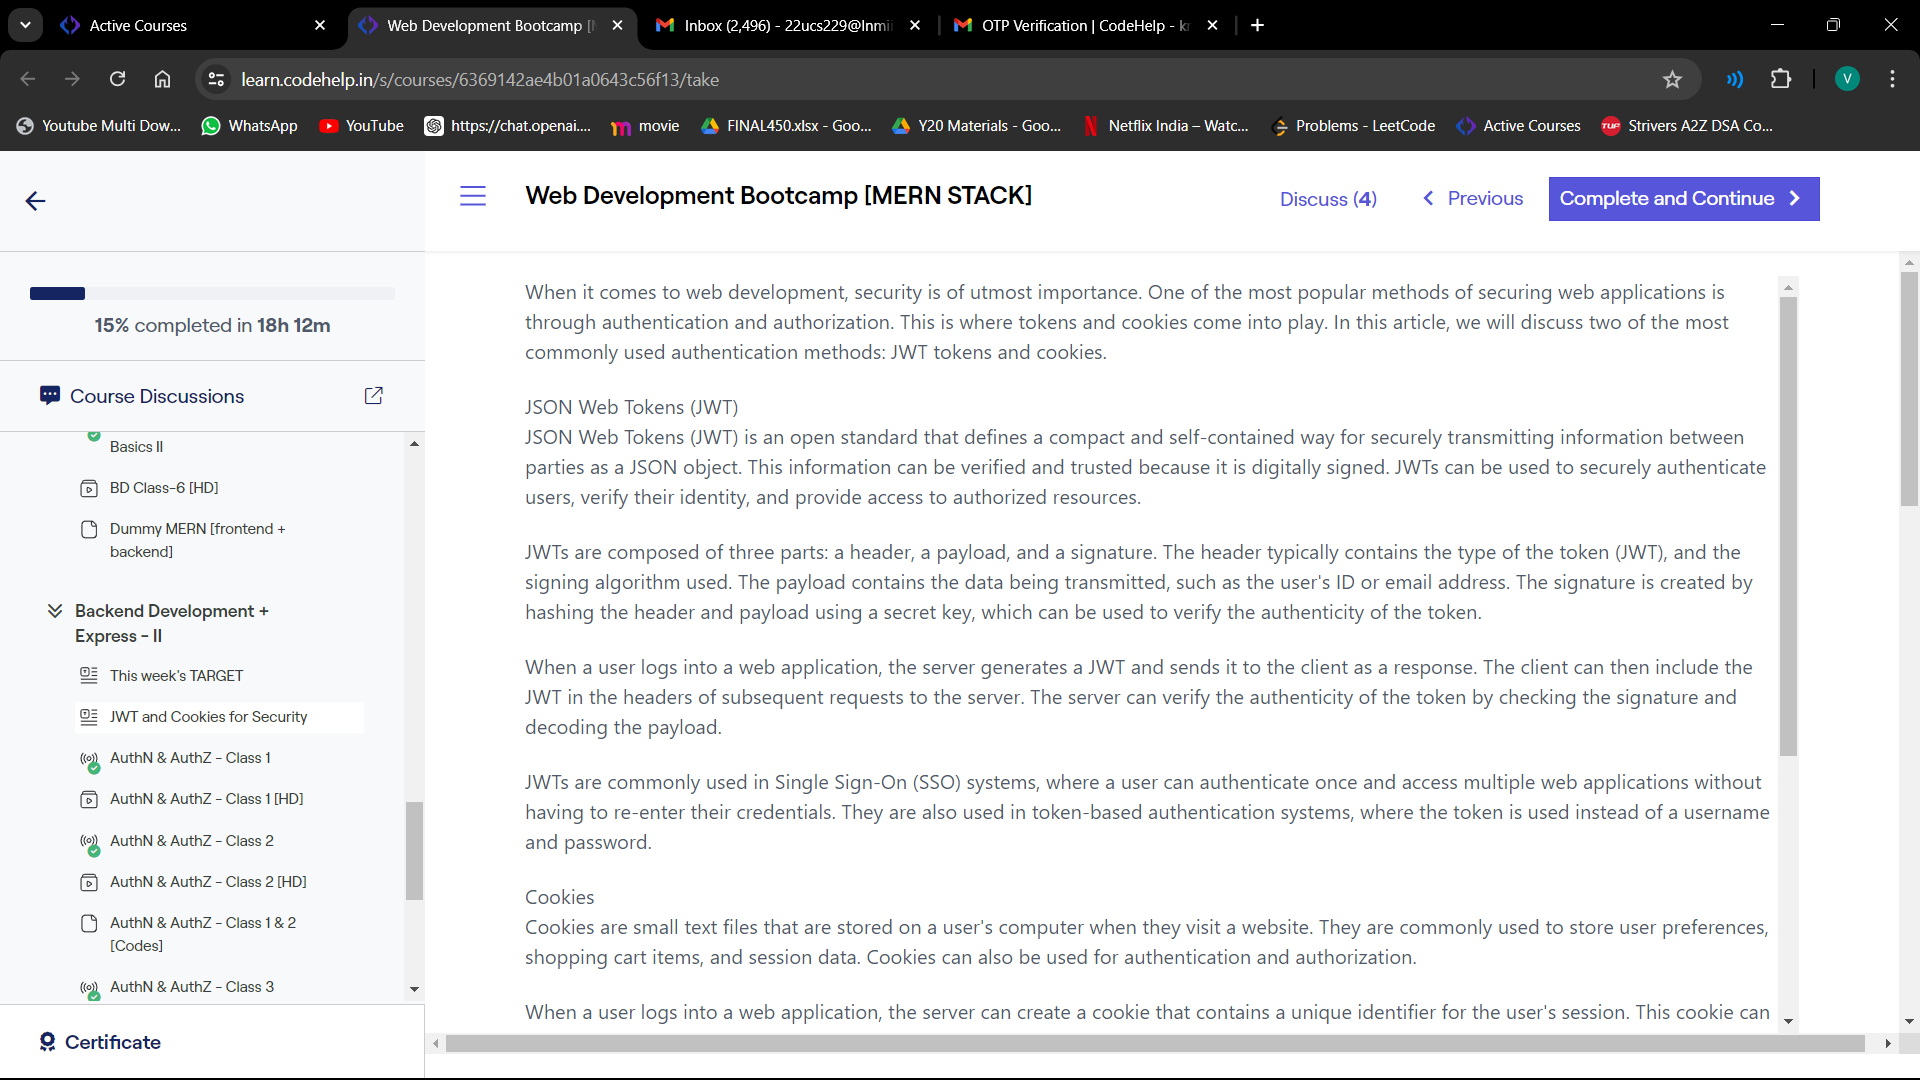 Active Courses
Web Development Bootcamp [
Inbox (2,496) - 22ucs229@lnmii
OTP Verification | CodeHelp - k
learn.codehelp.in/s/courses/6369142ae4b01a0643c56f13/take
V
Youtube Multi Dow...
WhatsApp
YouTube
https://chat.openai....
movie
FINAL450.xlsx - Goo...
Y20 Materials - Goo...
Netflix India – Watc...
Problems - LeetCode
Active Courses
TUF
Strivers A2Z DSA Co...
Web Development Bootcamp [MERN STACK]
Discuss (4)
Previous
Complete and Continue
15% completed in 18h 12m
Course Discussions
Basics II
BD Class-6 [HD]
Dummy MERN [frontend +
backend]
Backend Development +
Express - II
This week's TARGET
JWT and Cookies for Security
AuthN & AuthZ - Class 1
AuthN & AuthZ - Class 1 [HD]
AuthN & AuthZ - Class 2
AuthN & AuthZ - Class 2 [HD]
AuthN & AuthZ - Class 1 & 2
[Codes]
AuthN & AuthZ - Class 3
Certificate
When it comes to web development, security is of utmost importance. One of the most popular methods of securing web applications is
through authentication and authorization. This is where tokens and cookies come into play. In this article, we will discuss two of the most
commonly used authentication methods: JWT tokens and cookies.
JSON Web Tokens (JWT)
JSON Web Tokens (JWT) is an open standard that defines a compact and self-contained way for securely transmitting information between
parties as a JSON object. This information can be verified and trusted because it is digitally signed. JWTs can be used to securely authenticate
users, verify their identity, and provide access to authorized resources.
JWTs are composed of three parts: a header, a payload, and a signature. The header typically contains the type of the token (JWT), and the
signing algorithm used. The payload contains the data being transmitted, such as the user's ID or email address. The signature is created by
hashing the header and payload using a secret key, which can be used to verify the authenticity of the token.
When a user logs into a web application, the server generates a JWT and sends it to the client as a response. The client can then include the
JWT in the headers of subsequent requests to the server. The server can verify the authenticity of the token by checking the signature and
decoding the payload.
JWTs are commonly used in Single Sign-On (SSO) systems, where a user can authenticate once and access multiple web applications without
having to re-enter their credentials. They are also used in token-based authentication systems, where the token is used instead of a username
and password.
Cookies
Cookies are small text files that are stored on a user's computer when they visit a website. They are commonly used to store user preferences,
shopping cart items, and session data. Cookies can also be used for authentication and authorization.
When a user logs into a web application, the server can create a cookie that contains a unique identifier for the user's session. This cookie can